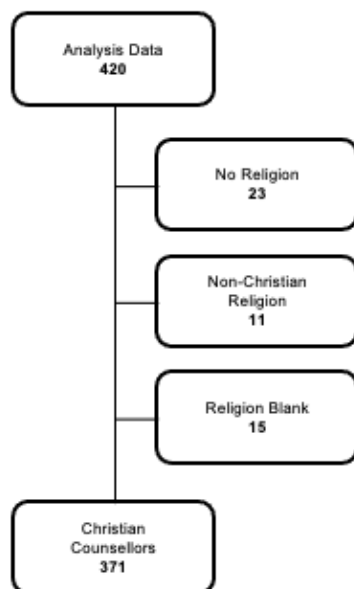 Analysis Data
420
No Religion
23
Non-Christian
Religion
11
Religion Blank
15
Christian
Counsellors
371